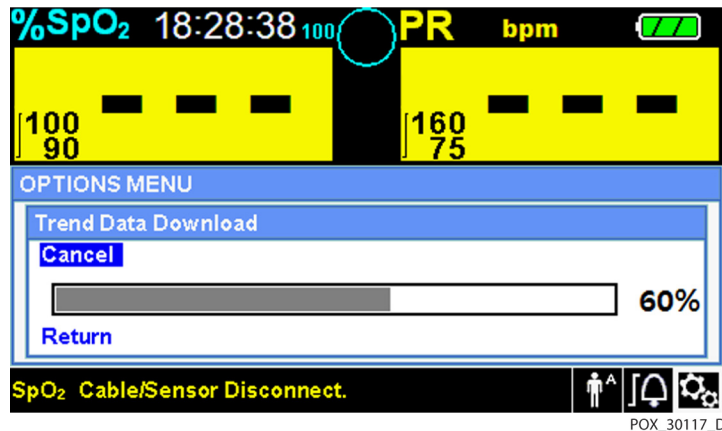 %SpO₂ 18:28:38 100 PR bpm
--- ---
100 160
90 75
OPTIONS MENU
Trend Data Download
Cancel
60%
Return
SpO₂ Cable/Sensor Disconnect. A
POX_30117_D